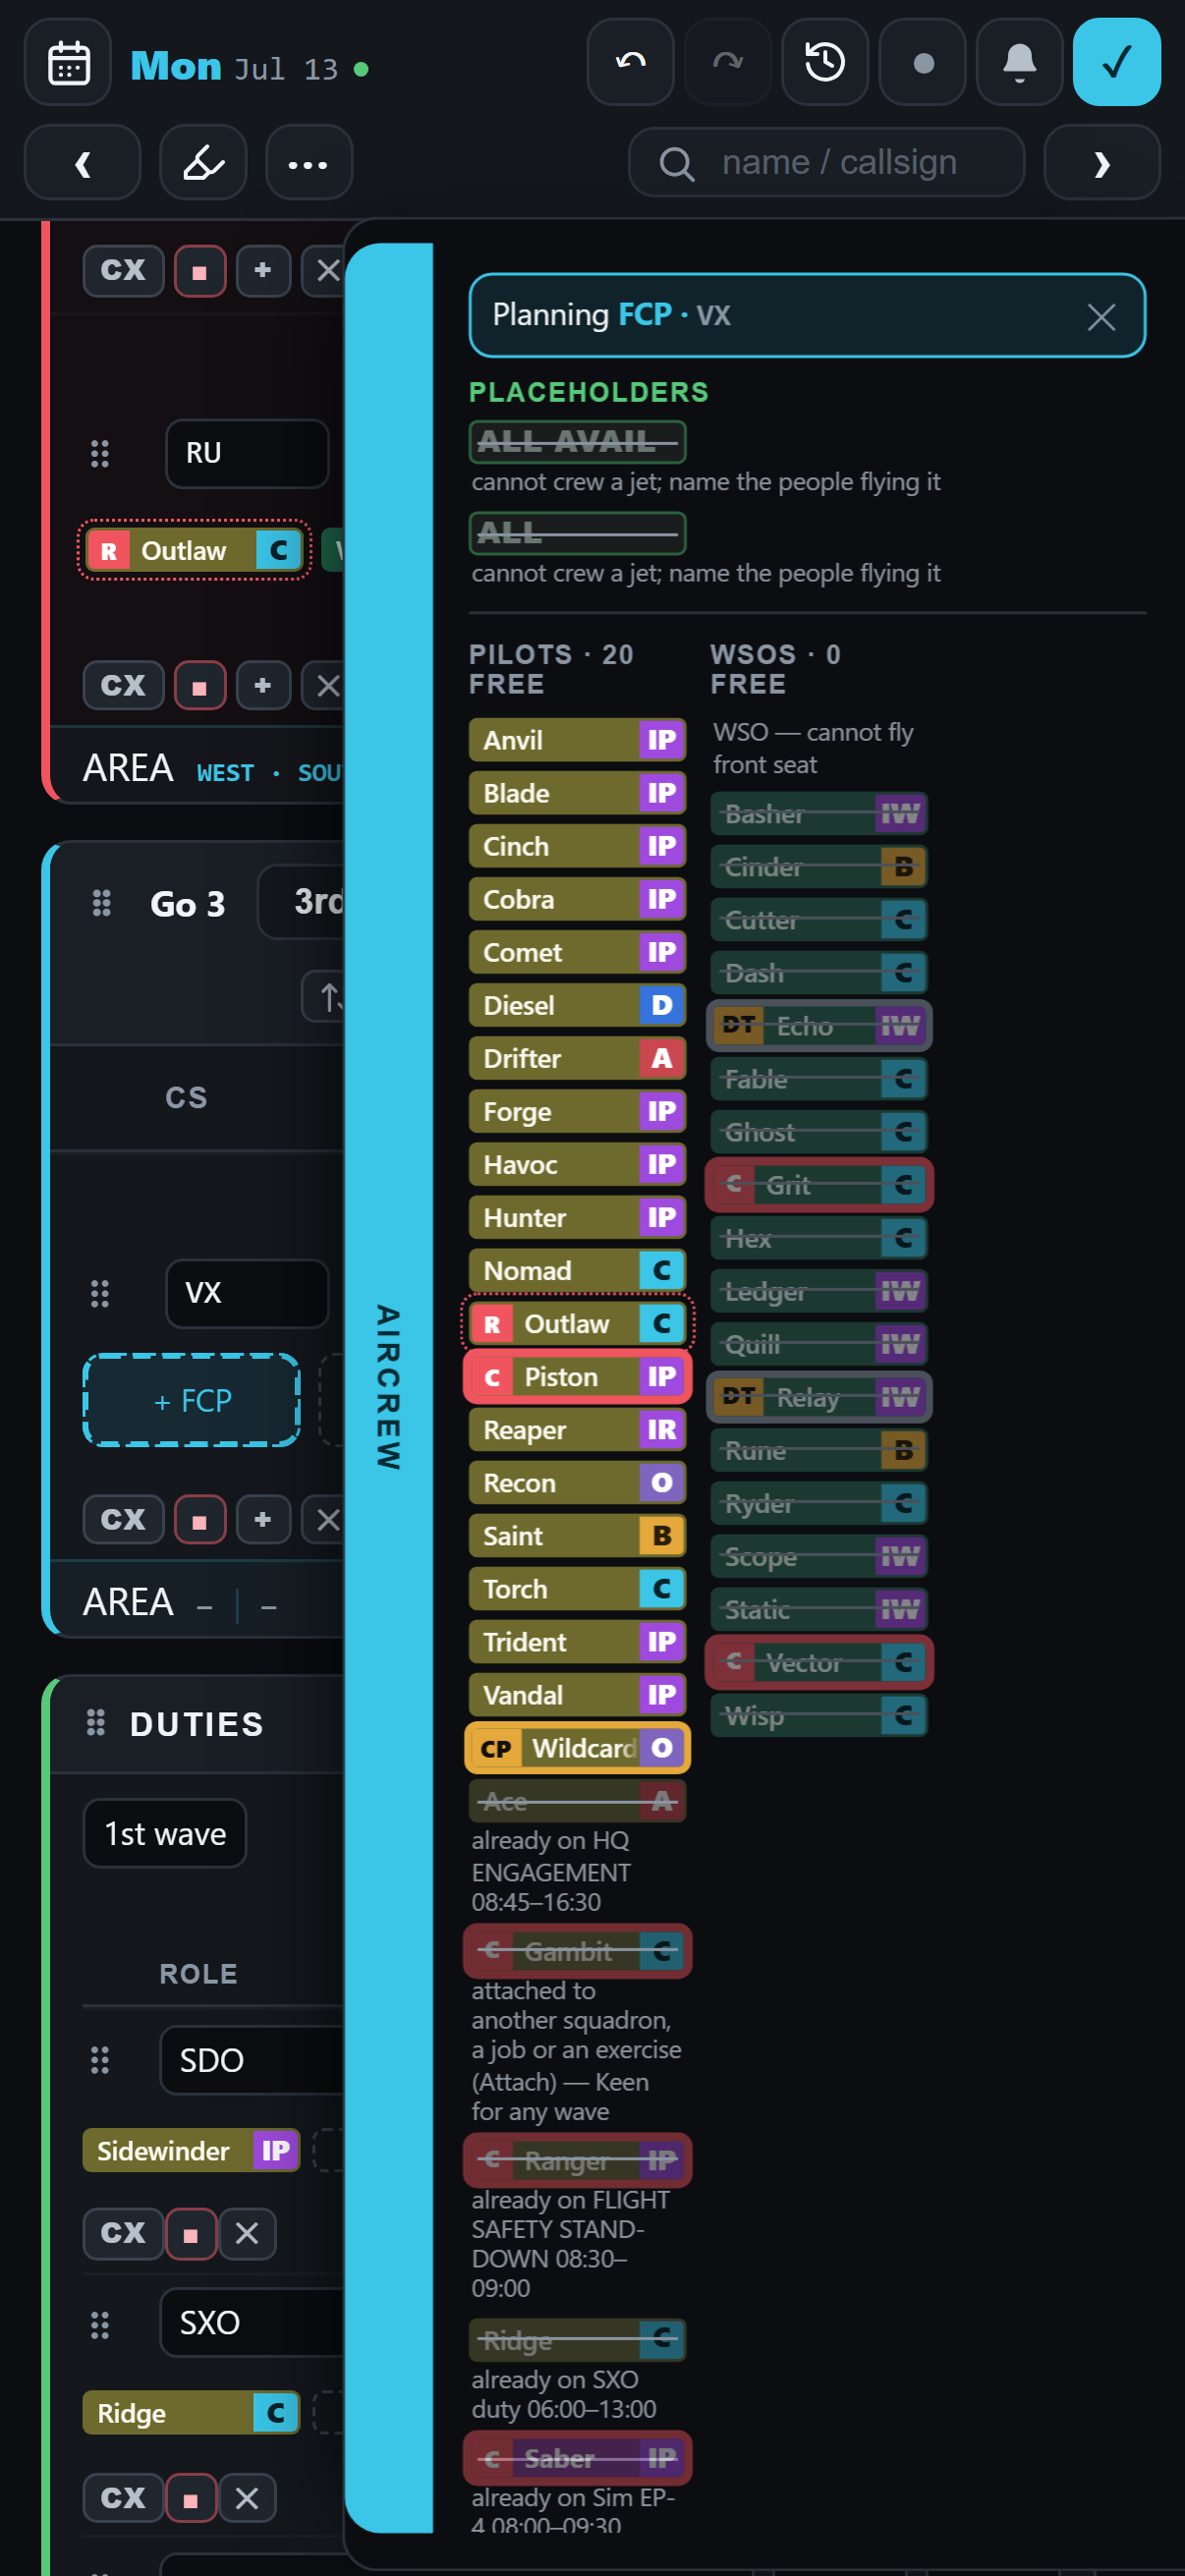 Mon Jul 13
name / callsign
CX
RU
R Outlaw C
CX
AREA WEST · SOU
Go 3 3rd
CS
VX
+ FCP
CX
AREA – –
DUTIES
1st wave
ROLE
SDO
Sidewinder IP
CX
SXO
Ridge C
CX
AIRCREW
Planning FCP · VX
PLACEHOLDERS
ALL AVAIL
cannot crew a jet; name the people flying it
ALL
cannot crew a jet; name the people flying it
PILOTS · 20
FREE
Anvil IP
Blade IP
Cinch IP
Cobra IP
Comet IP
Diesel D
Drifter A
Forge IP
Havoc IP
Hunter IP
Nomad C
R Outlaw C
C Piston IP
Reaper IR
Recon O
Saint B
Torch C
Trident IP
Vandal IP
CP Wildcard O
Ace A
already on HQ
ENGAGEMENT
08:45–16:30
C Gambit C
attached to
another squadron,
a job or an exercise
(Attach) — Keen
for any wave
C Ranger IP
already on FLIGHT
SAFETY STAND-
DOWN 08:30–
09:00
Ridge C
already on SXO
duty 06:00–13:00
C Saber IP
already on Sim EP-
4 08:00–09:30
WSOS · 0
FREE
WSO — cannot fly
front seat
Basher IW
Cinder B
Cutter C
Dash C
DT Echo IW
Fable C
Ghost C
C Grit C
Hex C
Ledger IW
Quill IW
DT Relay IW
Rune B
Ryder C
Scope IW
Static IW
C Vector C
Wisp C